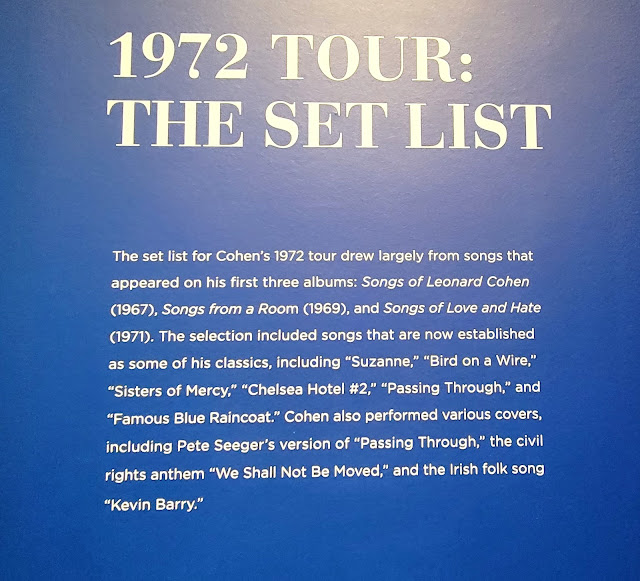 1972 TOUR:
THE SET LIST
The set list for Cohen's 1972 tour drew largely from songs that
appeared on his first three albums: Songs of Leonard Cohen
(1967), Songs from a Room (1969), and Songs of Love and Hate
(1971). The selection included songs that are now established
as some of his classics, including “Suzanne,” “Bird on a Wire,”
“Sisters of Mercy,” “Chelsea Hotel #2,” “Passing Through,” and
“Famous Blue Raincoat.” Cohen also performed various covers,
including Pete Seeger's version of “Passing Through,” the civil
rights anthem “We Shall Not Be Moved,” and the Irish folk song
“Kevin Barry.”